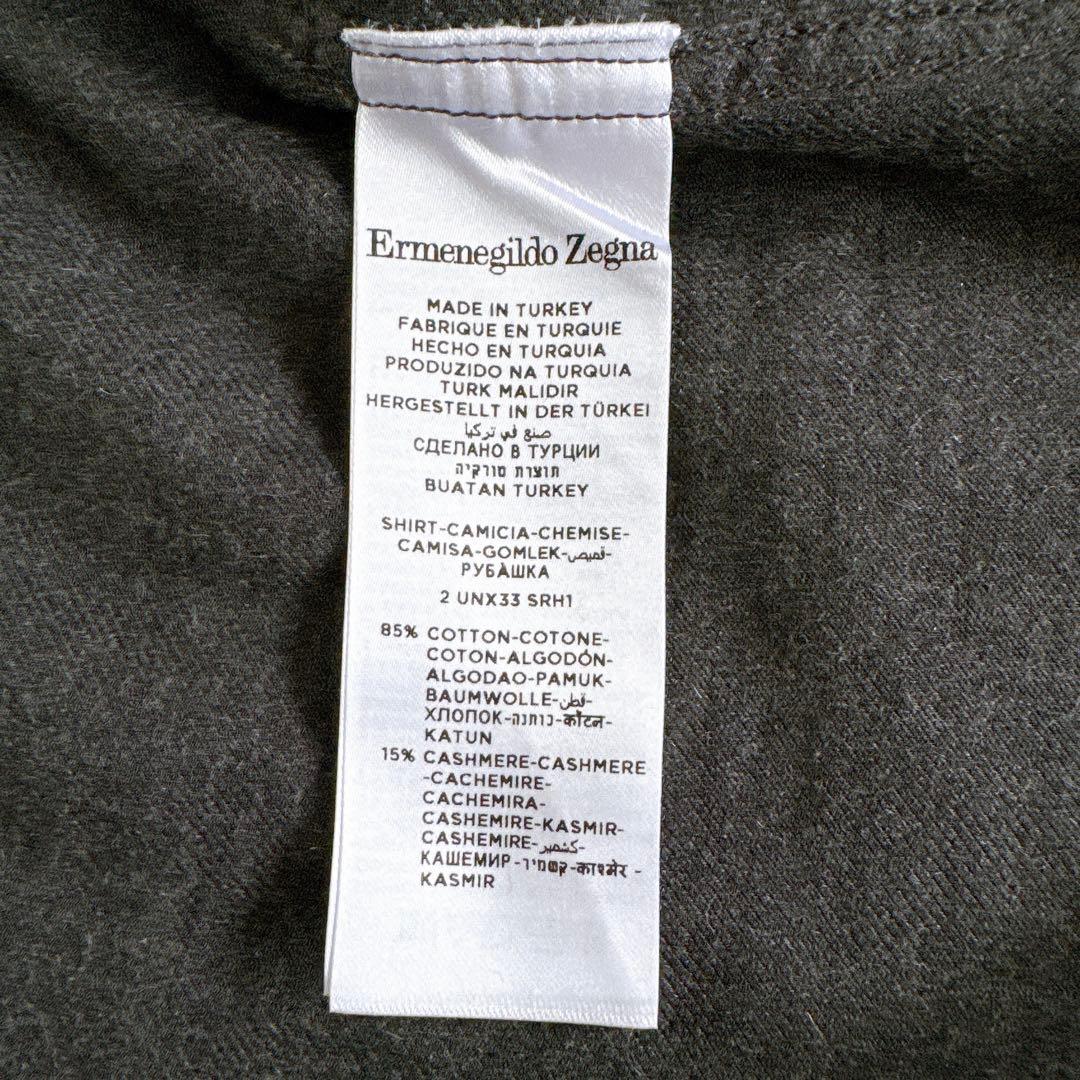 Ermenegildo Zegna
MADE IN TURKEY
FABRIQUE EN TURQUIE
HECHO EN TURQUIA
PRODUZIDO NA TURQUIA
TURK MALIDIR
HERGESTELLT IN DER TÜRKEI
صنع في تركيا
СДЕЛАНО В ТУРЦИИ
תוצרת טורקיה
BUATAN TURKEY
SHIRT-CAMICIA-CHEMISE-
CAMISA-GOMLEK-قميص-
РУБÀШКА
2 UNX33 SRH1
85% COTTON-COTONE-
COTON-ALGODÓN-
ALGODAO-PAMUK-
BAUMWOLLE-قطن-
ХЛОПОК-כותנה-कॉटन-
KATUN
15% CASHMERE-CASHMERE
-CACHEMIRE-
CACHEMIRA-
CASHEMIRE-KASMIR-
CASHEMIRE-كشمير-
КАШЕМИР-קשמיר-काश्मेर -
KASMIR